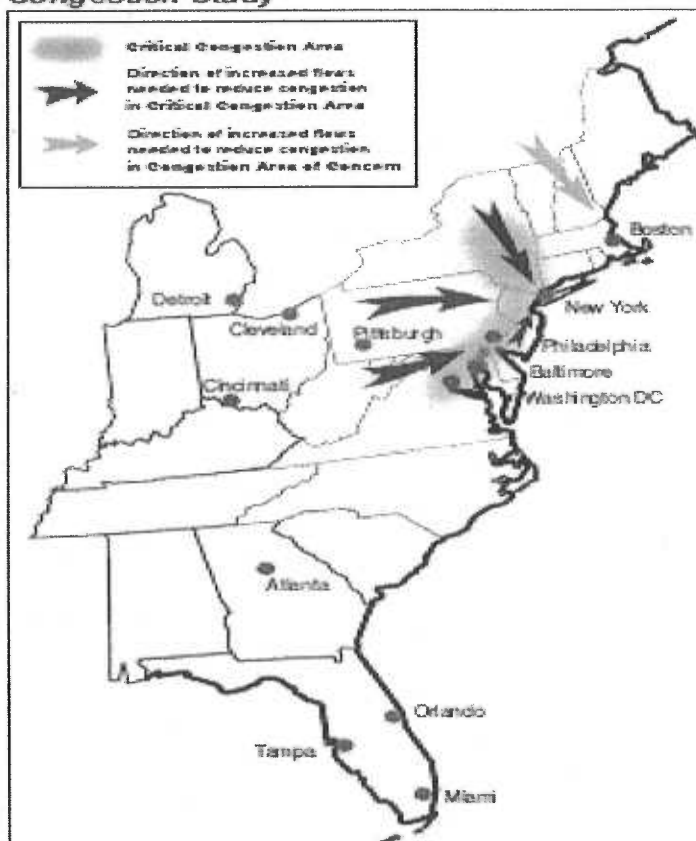 Congestion Study
Critical Congestion Area
Direction of increased flows
needed to reduce congestion
in Critical Congestion Area
Direction of increased flows
needed to reduce congestion
in Congestion Area of Concern
Boston
Detroit
New York
Cleveland
Pittsburgh
Philadelphia
Baltimore
Cincinnati
Washington DC
Atlanta
Orlando
Tampa
Miami